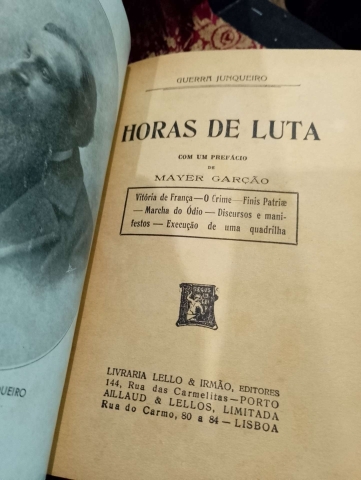 GUERRA JUNQUEIRO
HORAS DE LUTA
COM UM PREFÁCIO
DE
MAYER GARÇÃO
Vitória de França — O Crime — Finis Patriæ
— Marcha do Ódio — Discursos e mani-
festos — Execução de uma quadrilha
LIVRARIA LELLO & IRMÃO, EDITORES
144, Rua das Carmelitas — PORTO
AILLAUD & LELLOS, LIMITADA
Rua do Carmo, 80 a 84 — LISBOA
QUEIRO